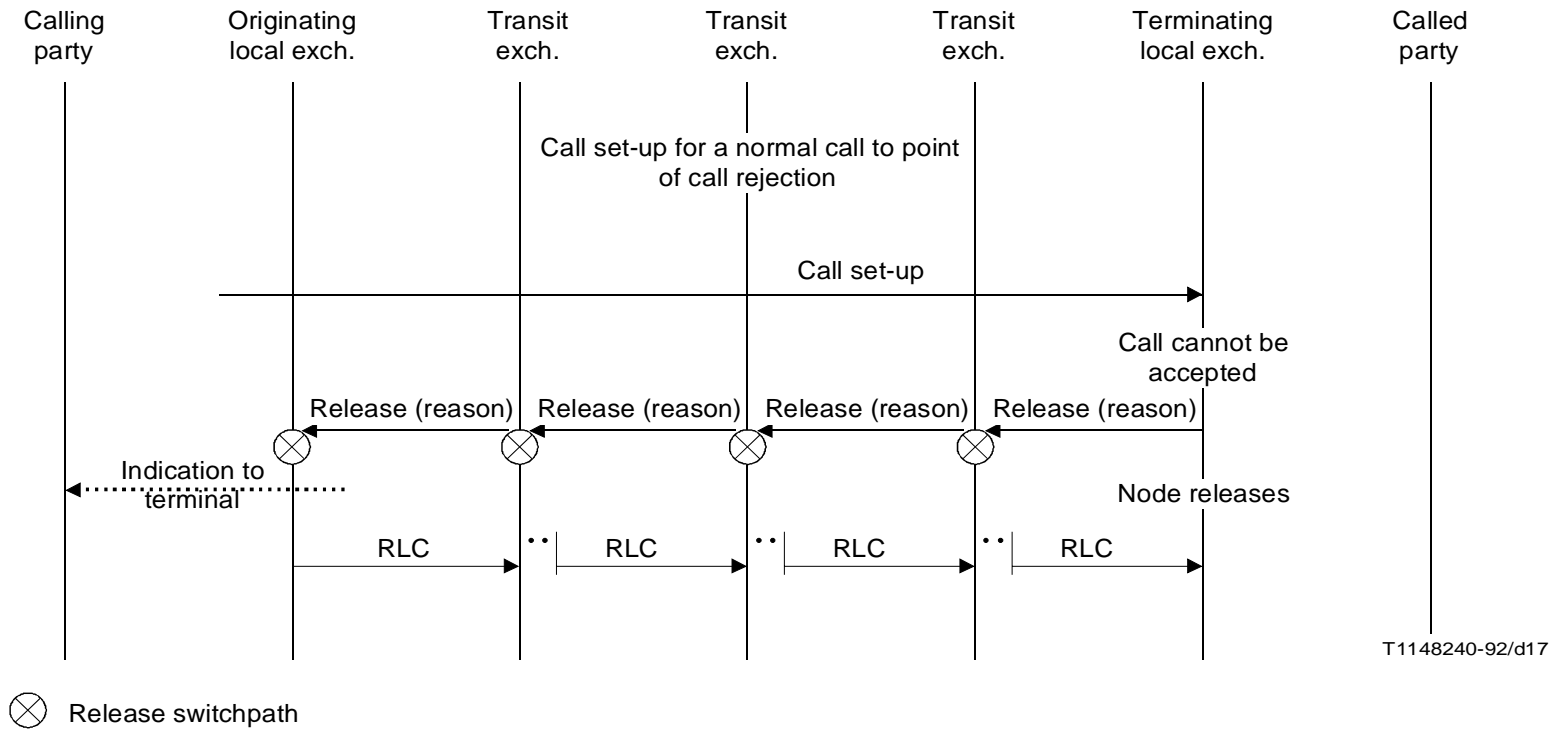 Calling
party
Originating
local exch.
Transit
exch.
Transit
exch.
Transit
exch.
Terminating
local exch.
Called
party
Call set-up for a normal call to point
of call rejection
Call set-up
Call cannot be
accepted
Release (reason)
Release (reason)
Release (reason)
Release (reason)
Indication to
terminal
Node releases
RLC
RLC
RLC
RLC
T1148240-92/d17
Release switchpath